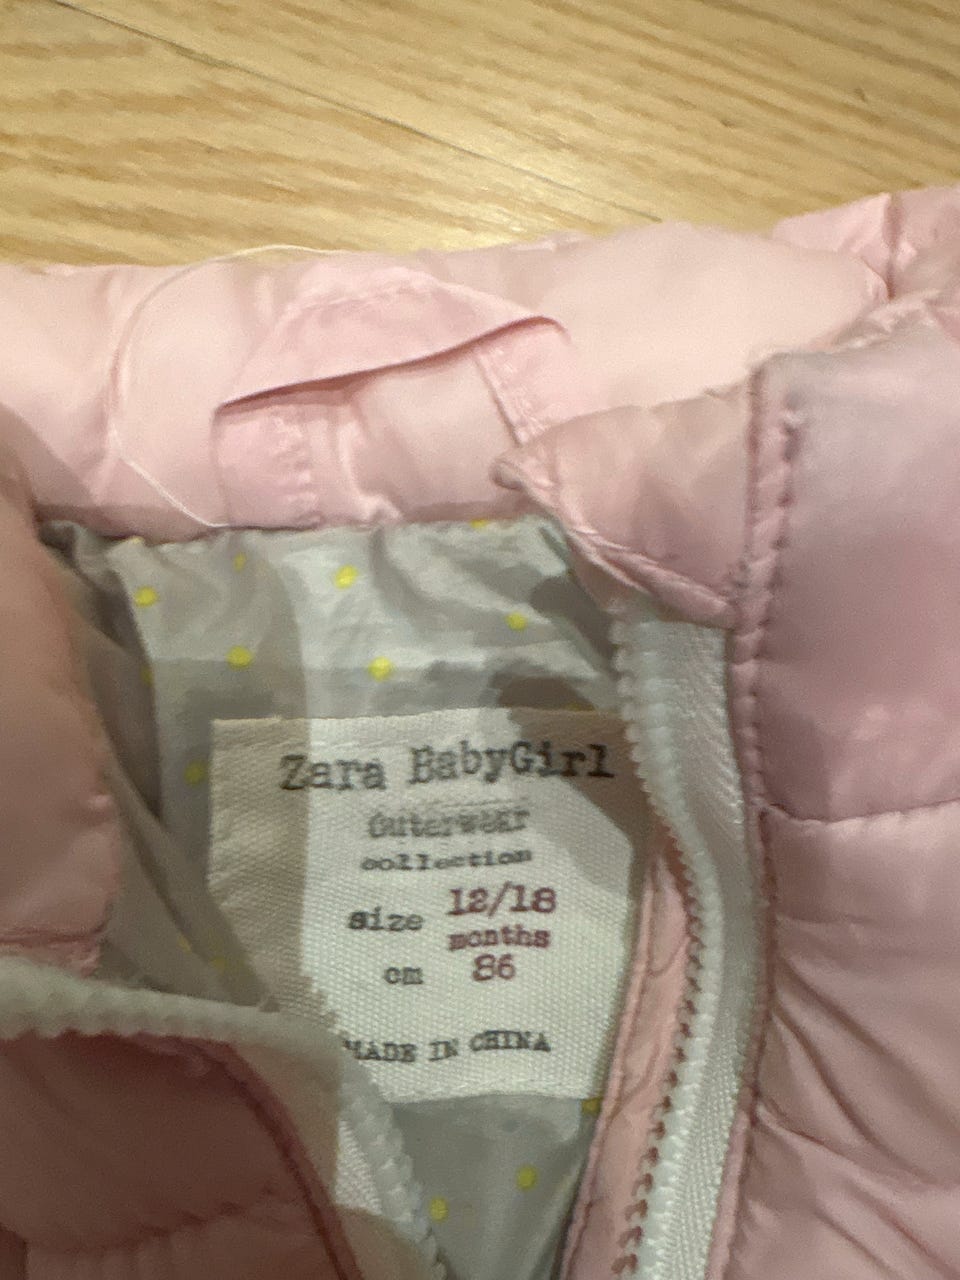 Zara BabyGirl
Outerwear
collection
size 12/18
months
cm 86
MADE IN CHINA